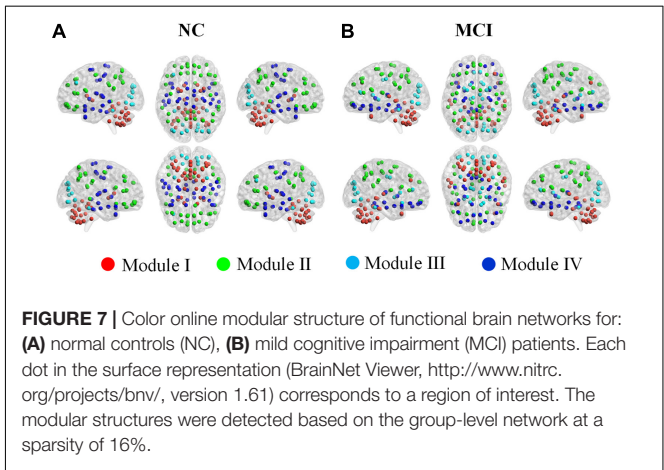 A NC B MCI
Module I Module II Module III Module IV
FIGURE 7 | Color online modular structure of functional brain networks for:
(A) normal controls (NC), (B) mild cognitive impairment (MCI) patients. Each
dot in the surface representation (BrainNet Viewer, http://www.nitrc.
org/projects/bnv/, version 1.61) corresponds to a region of interest. The
modular structures were detected based on the group-level network at a
sparsity of 16%.